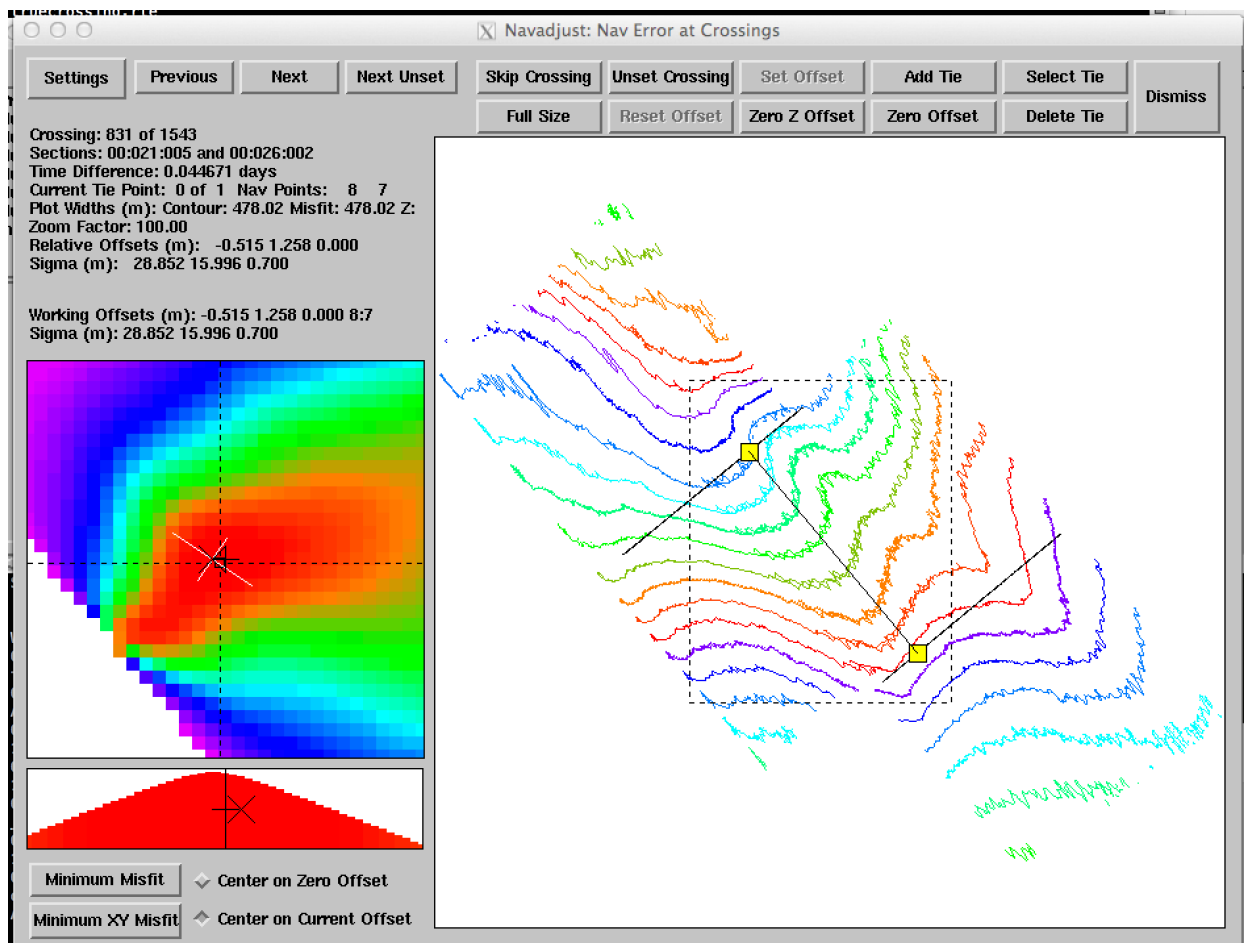 Navadjust: Nav Error at Crossings
Settings Previous Next Next Unset Skip Crossing Unset Crossing Set Offset Add Tie Select Tie Dismiss
Full Size Reset Offset Zero Z Offset Zero Offset Delete Tie
Crossing: 831 of 1543
Sections: 00:021:005 and 00:026:002
Time Difference: 0.044671 days
Current Tie Point: 0 of 1 Nav Points: 8 7
Plot Widths (m): Contour: 478.02 Misfit: 478.02 Z:
Zoom Factor: 100.00
Relative Offsets (m): -0.515 1.258 0.000
Sigma (m): 28.852 15.996 0.700
Working Offsets (m): -0.515 1.258 0.000 8:7
Sigma (m): 28.852 15.996 0.700
Minimum Misfit Center on Zero Offset
Minimum XY Misfit Center on Current Offset